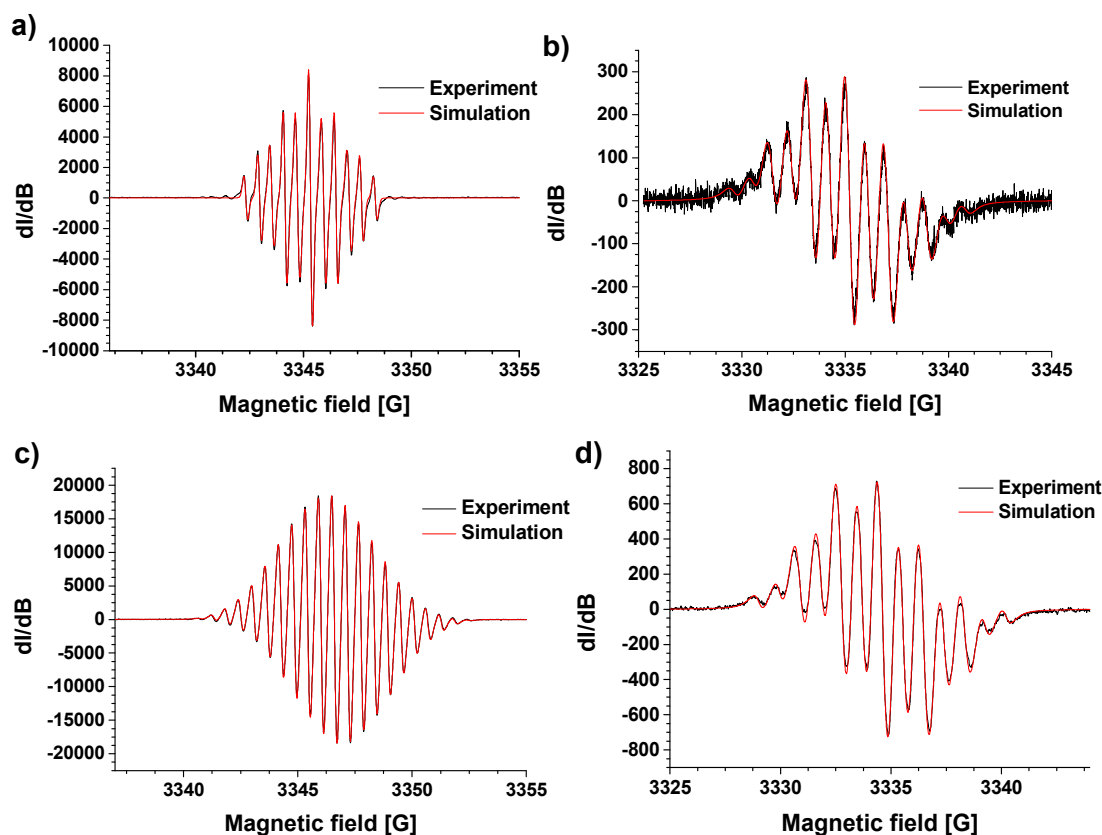 a)
10000
8000
6000
4000
2000
0
-2000
-4000
-6000
-8000
-10000
dI/dB
Experiment
Simulation
3340 3345 3350 3355
Magnetic field [G]
b)
300
200
100
0
-100
-200
-300
dI/dB
Experiment
Simulation
3325 3330 3335 3340 3345
Magnetic field [G]
c)
20000
15000
10000
5000
0
-5000
-10000
-15000
-20000
dI/dB
Experiment
Simulation
3340 3345 3350 3355
Magnetic field [G]
d)
800
600
400
200
0
-200
-400
-600
-800
dI/dB
Experiment
Simulation
3325 3330 3335 3340
Magnetic field [G]